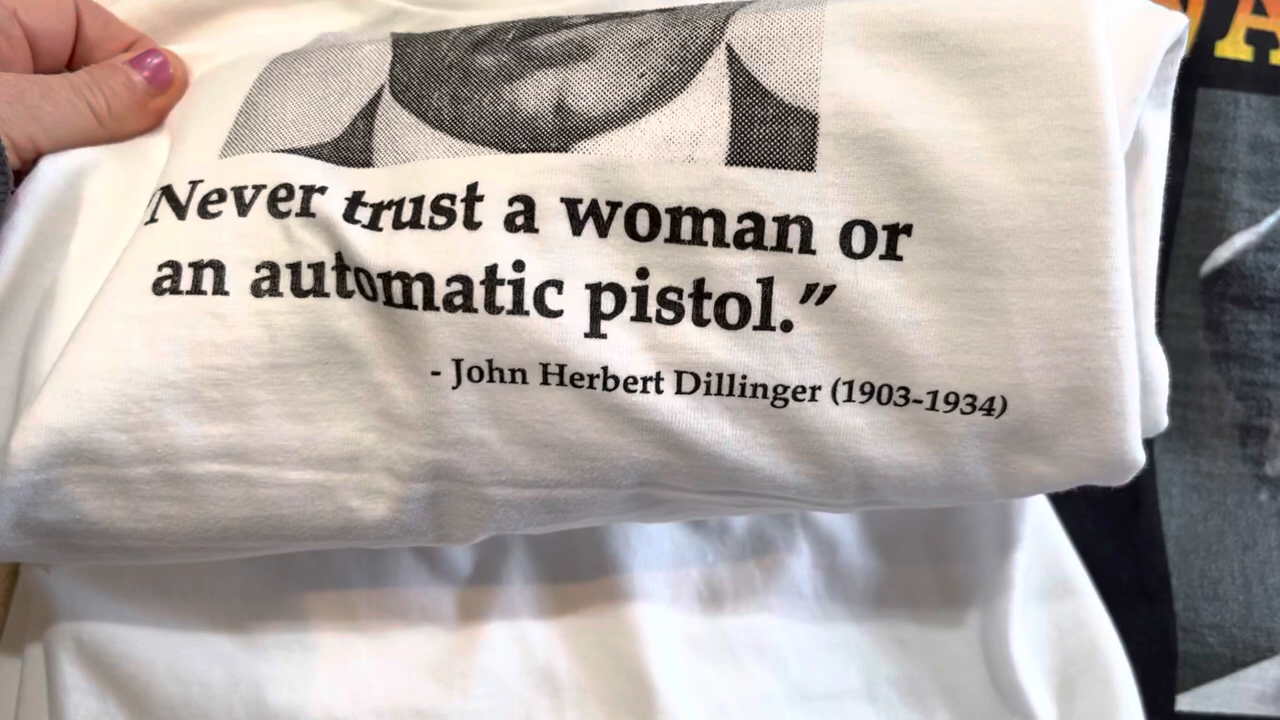 Never trust a woman or
an automatic pistol.”
- John Herbert Dillinger (1903-1934)